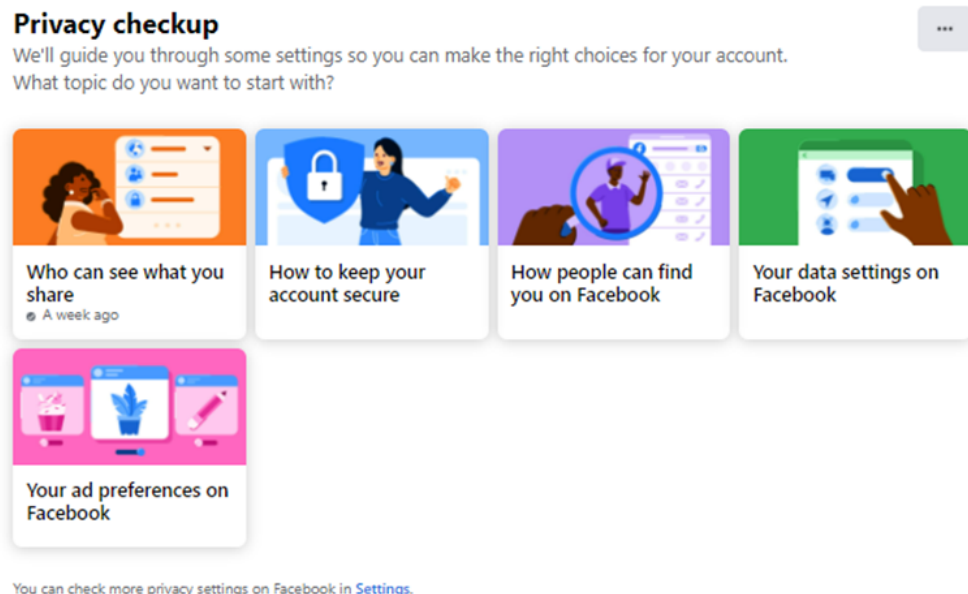 Privacy checkup
We'll guide you through some settings so you can make the right choices for your account.
What topic do you want to start with?
Who can see what you
share
A week ago
How to keep your
account secure
How people can find
you on Facebook
Your data settings on
Facebook
Your ad preferences on
Facebook
You can check more privacy settings on Facebook in Settings.